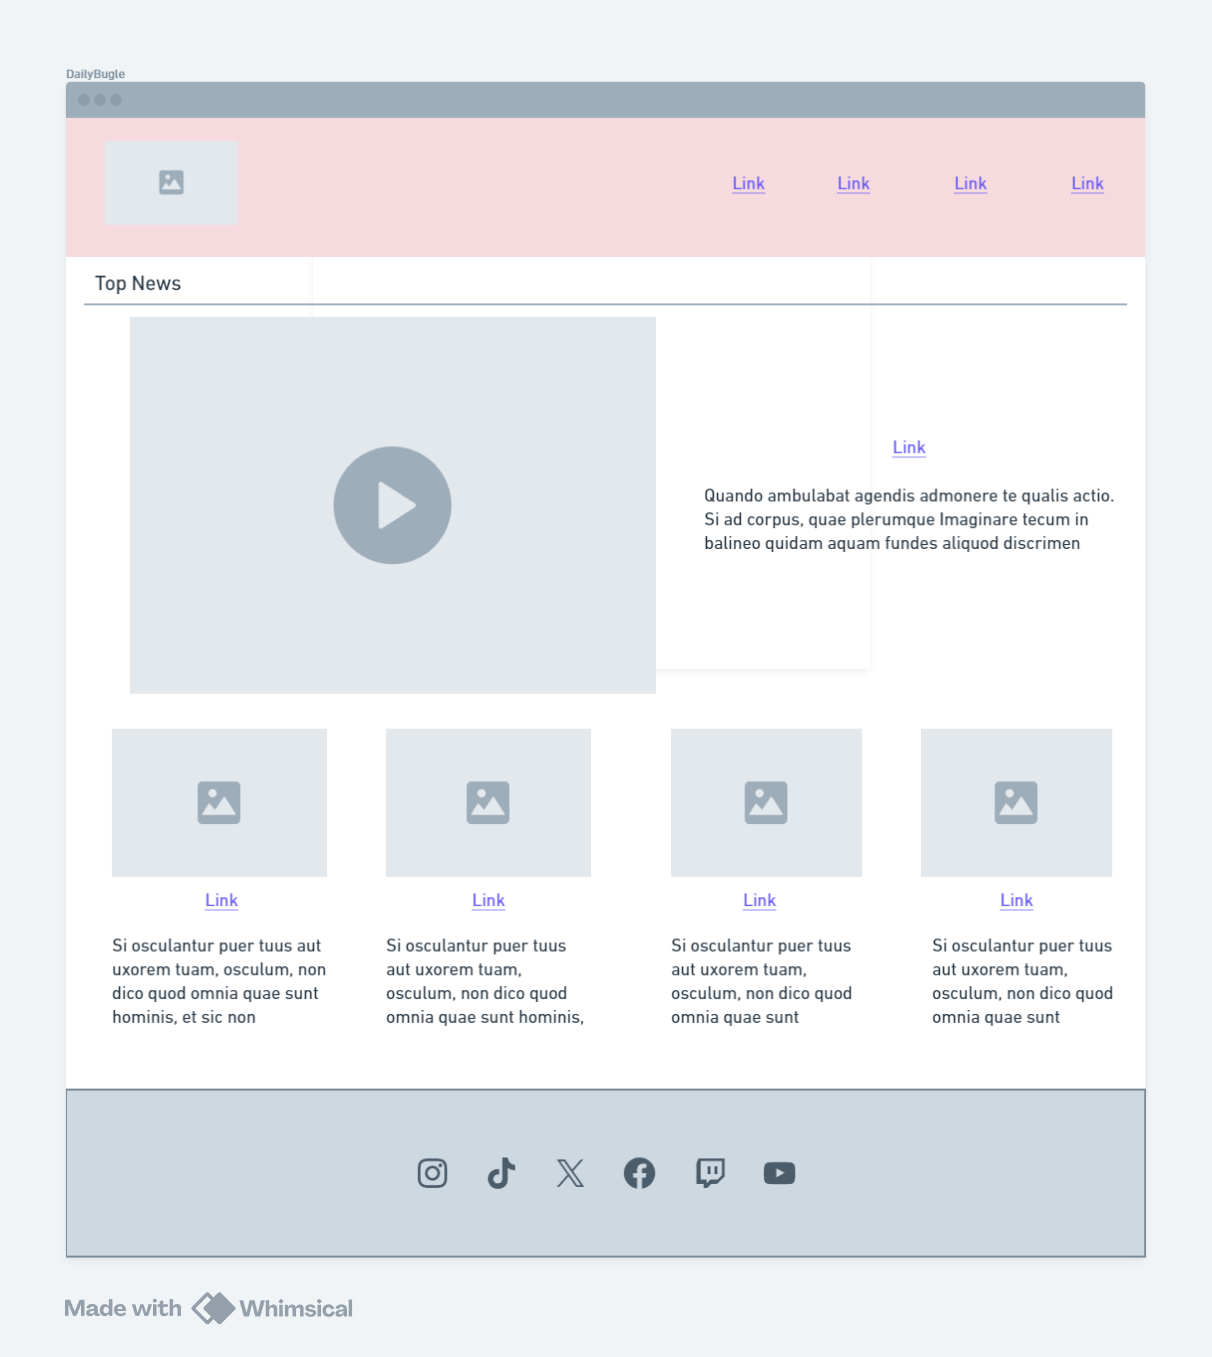 DailyBugle
Link Link Link Link
Top News
Link
Quando ambulabat agendis admonere te qualis actio.
Si ad corpus, quae plerumque Imaginare tecum in
balineo quidam aquam fundes aliquod discrimen
Link
Si osculantur puer tuus aut
uxorem tuam, osculum, non
dico quod omnia quae sunt
hominis, et sic non
Link
Si osculantur puer tuus
aut uxorem tuam,
osculum, non dico quod
omnia quae sunt hominis,
Link
Si osculantur puer tuus
aut uxorem tuam,
osculum, non dico quod
omnia quae sunt
Link
Si osculantur puer tuus
aut uxorem tuam,
osculum, non dico quod
omnia quae sunt
Made with Whimsical